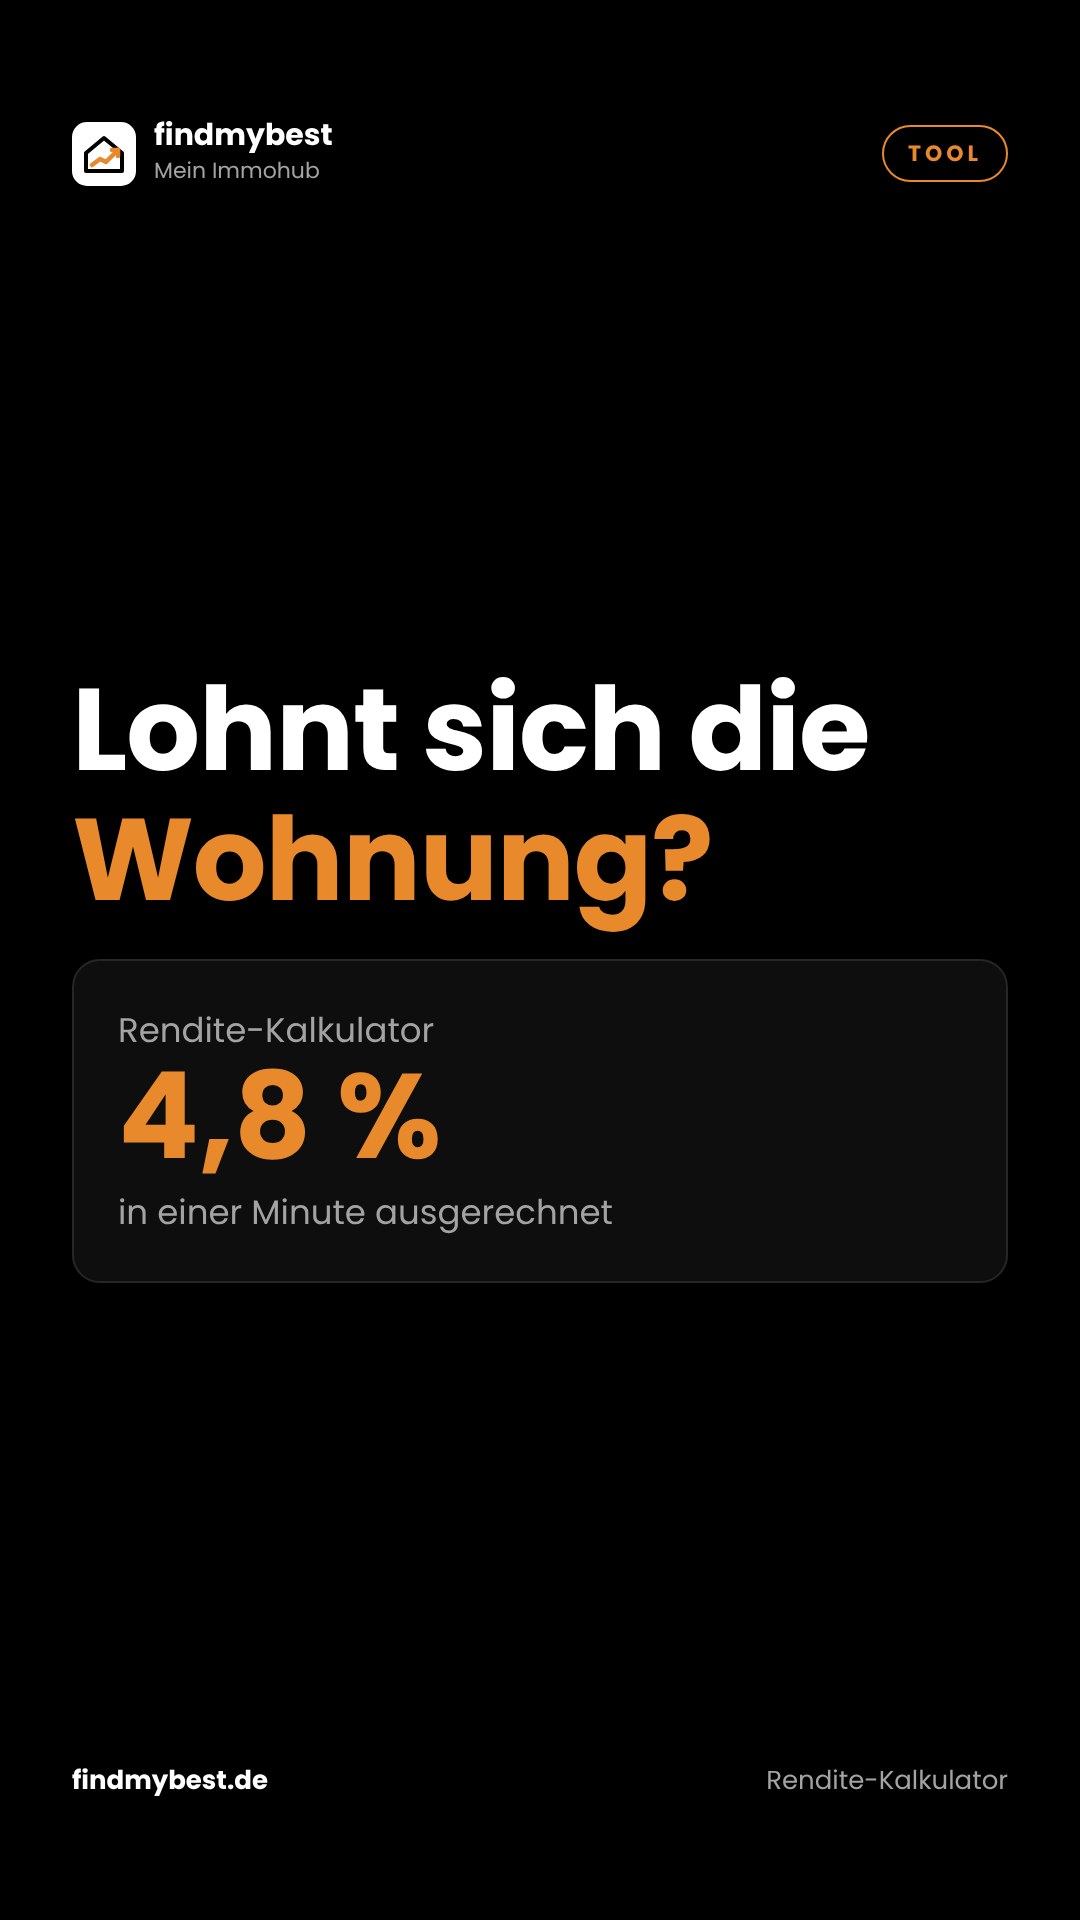 findmybest
Mein Immohub
TOOL
Lohnt sich die
Wohnung?
Rendite-Kalkulator
4,8 %
in einer Minute ausgerechnet
findmybest.de
Rendite-Kalkulator